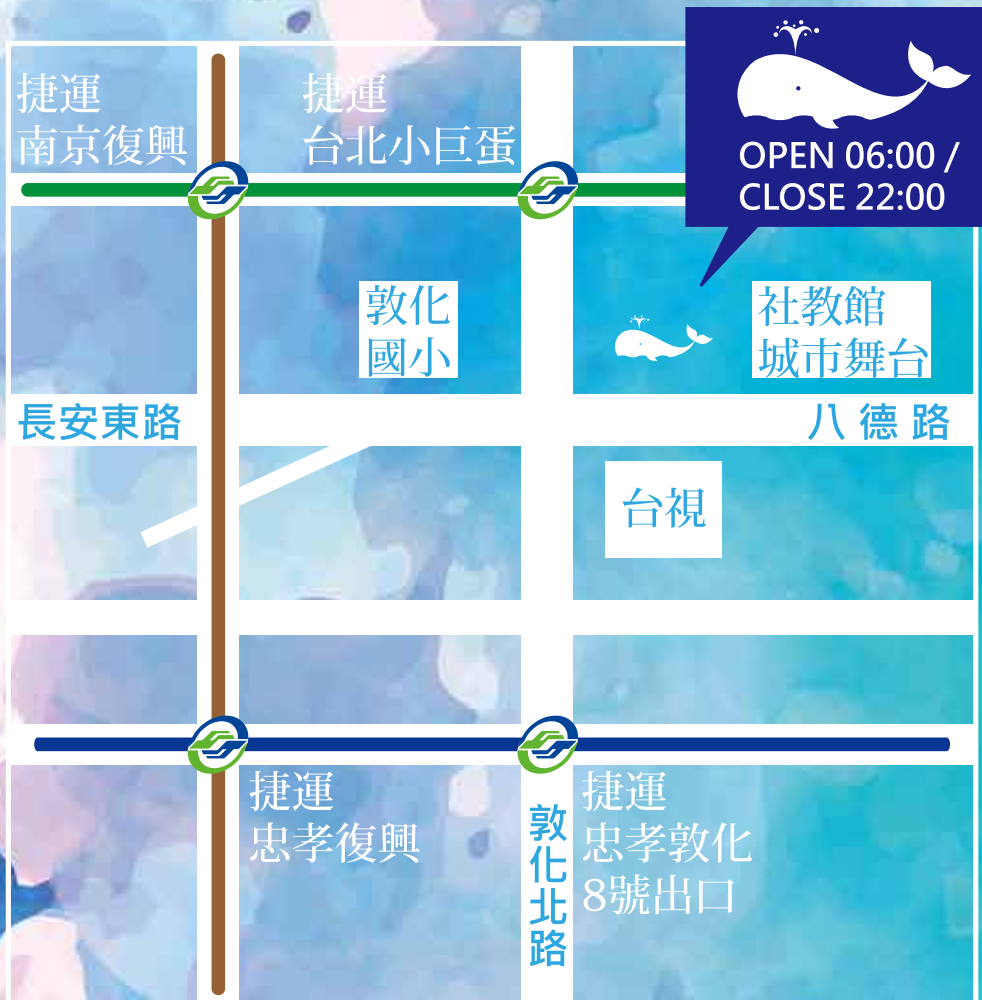 捷運
南京復興
捷運
台北小巨蛋
OPEN 06:00 /
CLOSE 22:00
敦化
國小
社教館
城市舞台
長安東路
八德路
台視
捷運
忠孝復興
敦化北路
捷運
忠孝敦化
8號出口